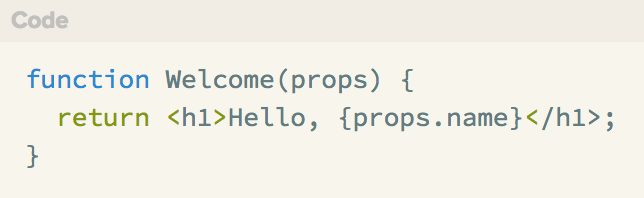 Code
function Welcome(props) {
  return <h1>Hello, {props.name}</h1>;
}